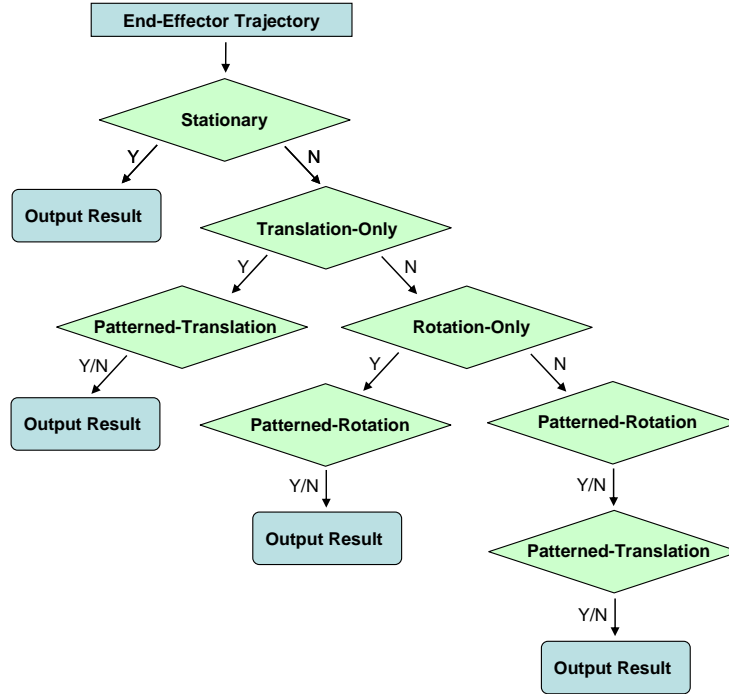 End-Effector Trajectory
Stationary
Y
N
Output Result
Translation-Only
Y
N
Patterned-Translation
Rotation-Only
Y/N
Y
N
Output Result
Patterned-Rotation
Patterned-Rotation
Y/N
Y/N
Output Result
Patterned-Translation
Y/N
Output Result